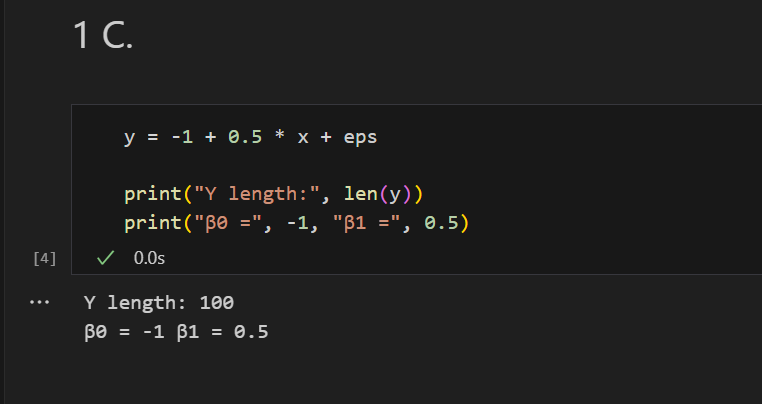 1 C.
y = -1 + 0.5 * x + eps
print("Y length:", len(y))
print("β0 =", -1, "β1 =", 0.5)
[4]
0.0s
...
Y length: 100
β0 = -1 β1 = 0.5